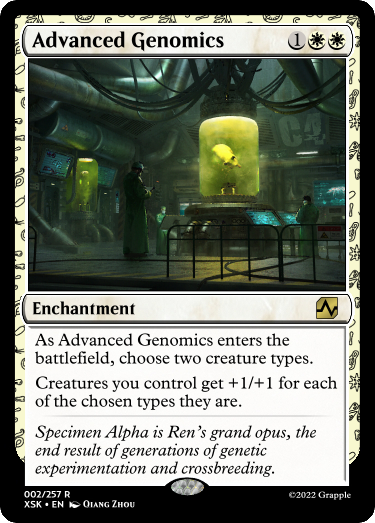 Advanced Genomics 1
Enchantment
As Advanced Genomics enters the
battlefield, choose two creature types.
Creatures you control get +1/+1 for each
of the chosen types they are.
Specimen Alpha is Ren's grand opus, the
end result of generations of genetic
experimentation and crossbreeding.
002/257 R
XSK • EN Qiang Zhou
©2022 Grapple